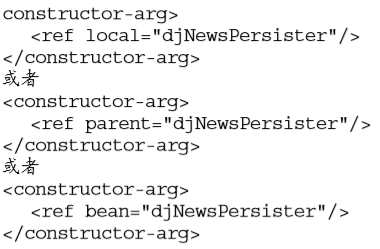 constructor-arg>
<ref local="djNewsPersister"/>
</constructor-arg>
或者
<constructor-arg>
<ref parent="djNewsPersister"/>
</constructor-arg>
或者
<constructor-arg>
<ref bean="djNewsPersister"/>
</constructor-arg>